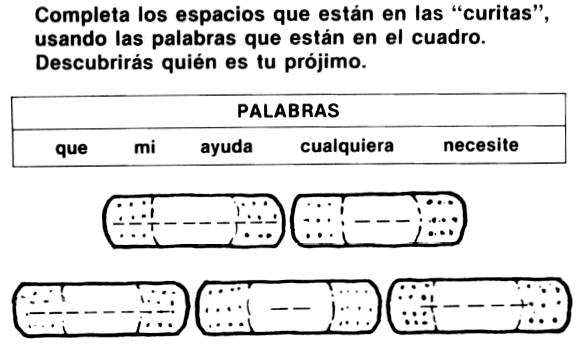 Completa los espacios que están en las “curitas”,
usando las palabras que están en el cuadro.
Descubrirás quién es tu prójimo.
PALABRAS
que mi ayuda cualquiera necesite